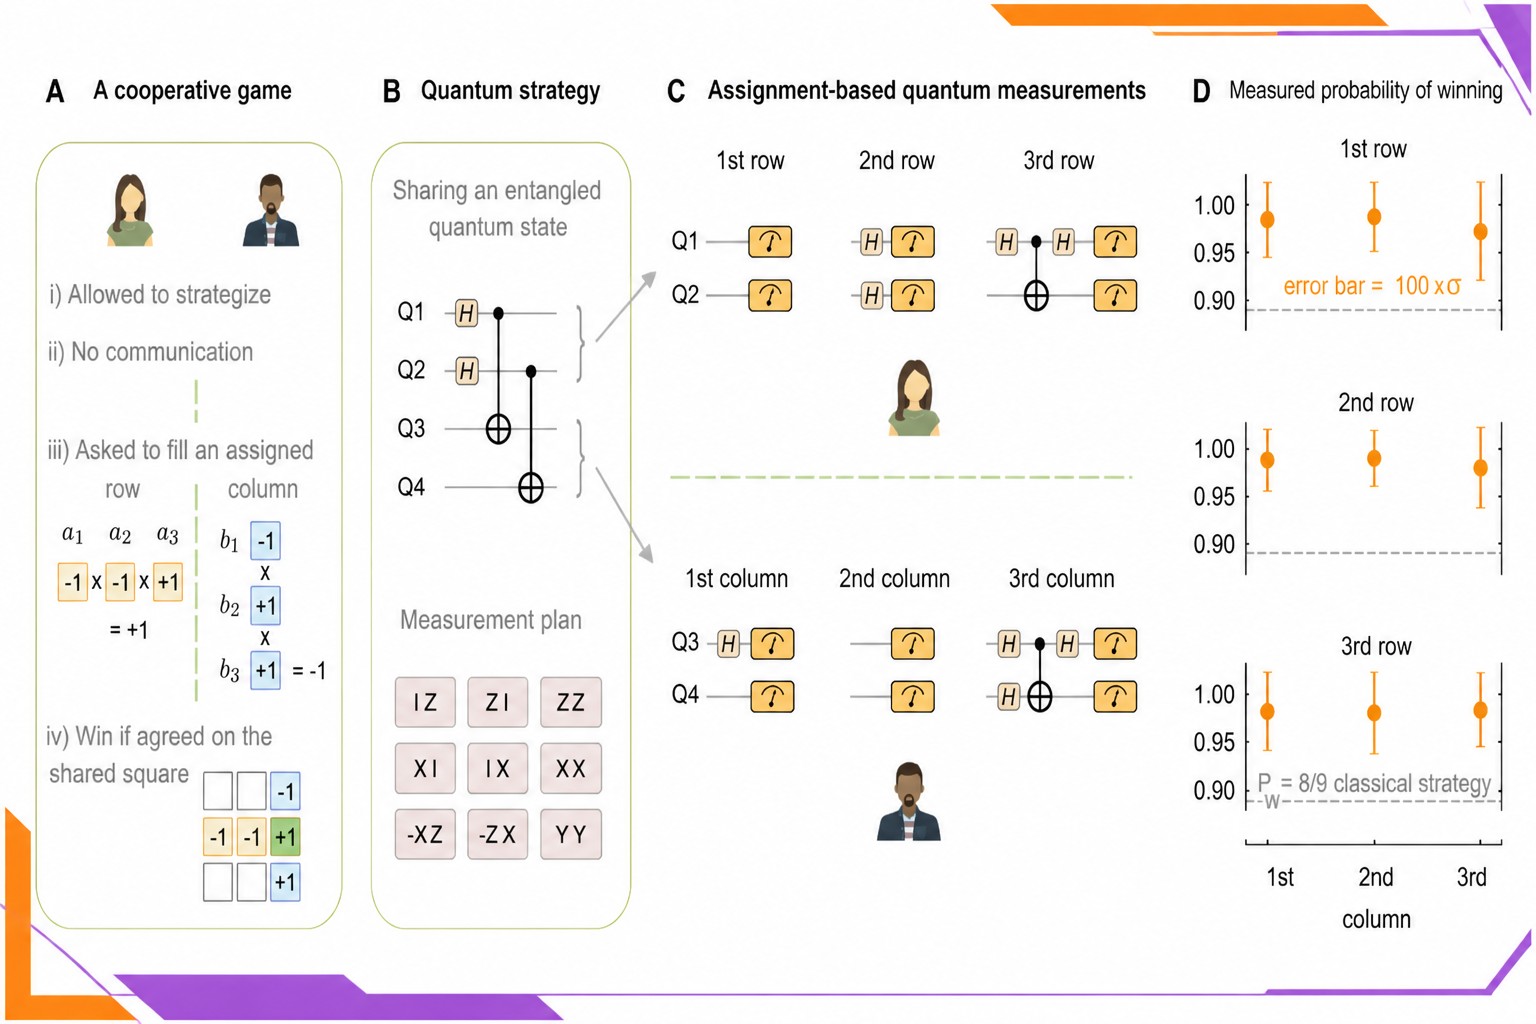 A A cooperative game
i) Allowed to strategize
ii) No communication
iii) Asked to fill an assigned
row column
a1 a2 a3
-1 x -1 x +1
= +1
b1 -1
x
b2 +1
x
b3 +1 = -1
iv) Win if agreed on the
shared square
-1
-1 -1 +1
+1
B Quantum strategy
Sharing an entangled
quantum state
Q1 H
Q2 H
Q3
Q4
Measurement plan
IZ ZI ZZ
XI IX XX
-XZ -ZX YY
C Assignment-based quantum measurements
1st row 2nd row 3rd row
Q1 H H H
Q2 H
1st column 2nd column 3rd column
Q3 H H H
Q4 H
D Measured probability of winning
1st row
1.00
0.95
error bar = 100 xσ
0.90
2nd row
1.00
0.95
0.90
3rd row
1.00
0.95
0.90
Pw = 8/9 classical strategy
1st 2nd 3rd
column